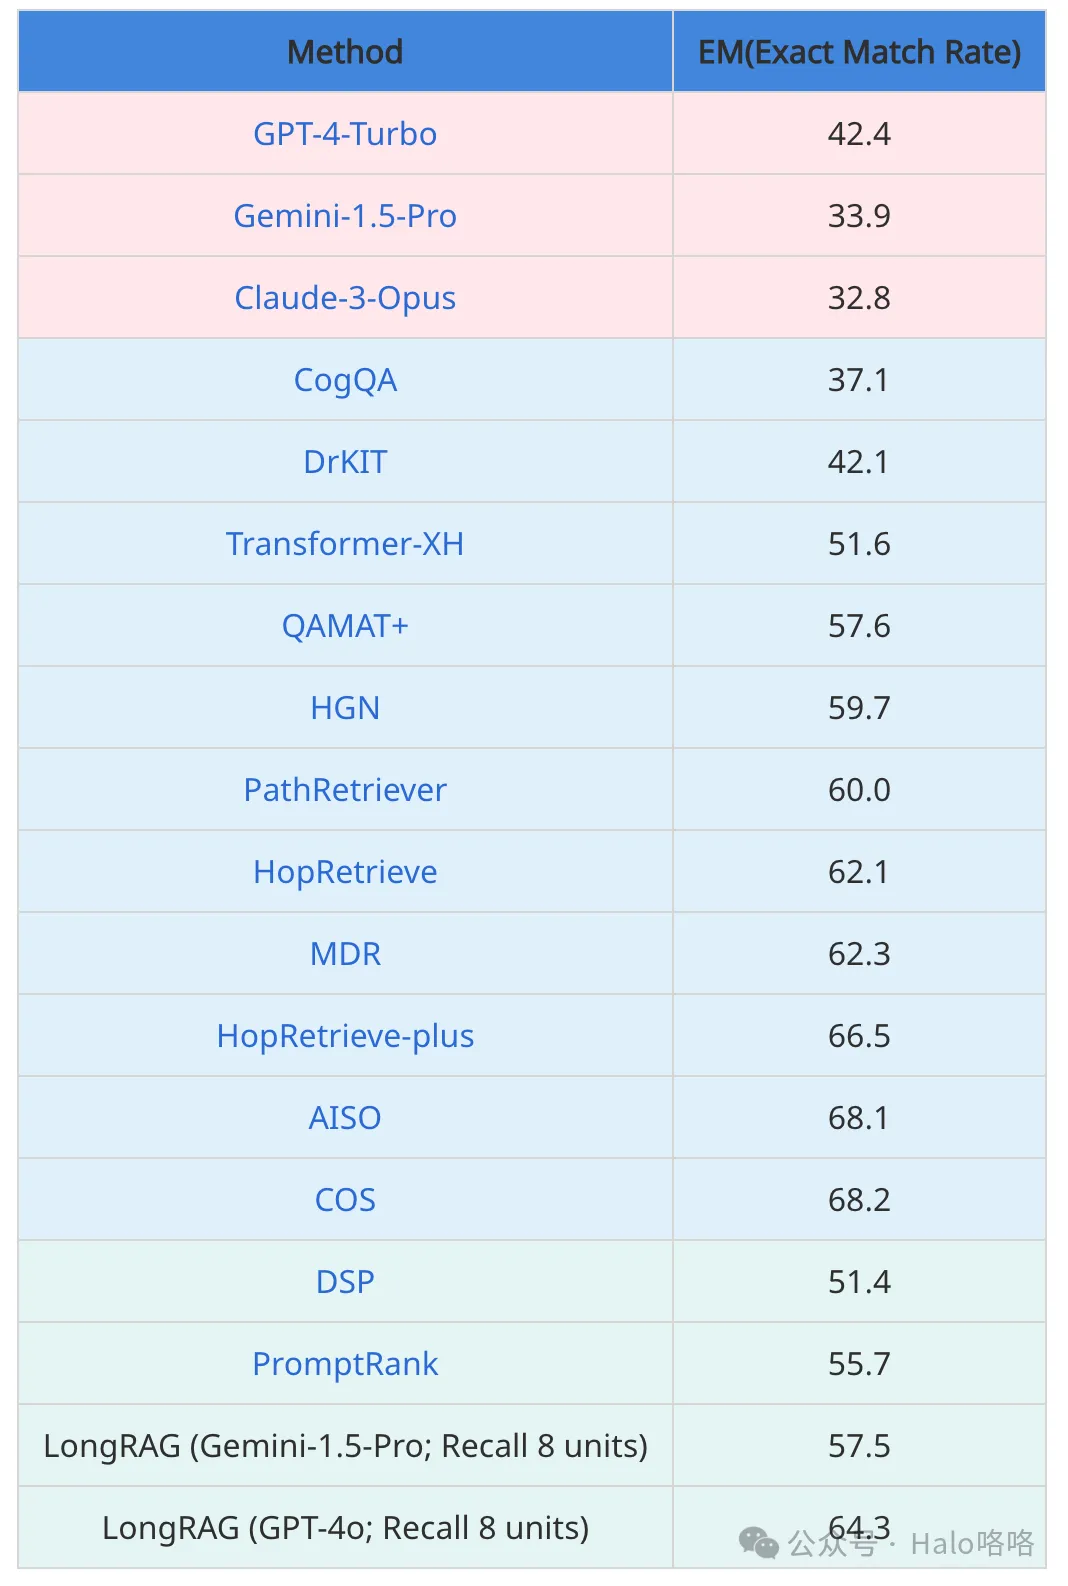 Method EM(Exact Match Rate)
GPT-4-Turbo 42.4
Gemini-1.5-Pro 33.9
Claude-3-Opus 32.8
CogQA 37.1
DrKIT 42.1
Transformer-XH 51.6
QAMAT+ 57.6
HGN 59.7
PathRetriever 60.0
HopRetrieve 62.1
MDR 62.3
HopRetrieve-plus 66.5
AISO 68.1
COS 68.2
DSP 51.4
PromptRank 55.7
LongRAG (Gemini-1.5-Pro; Recall 8 units) 57.5
LongRAG (GPT-4o; Recall 8 units) 64.3
公众号 · Halo咯咯